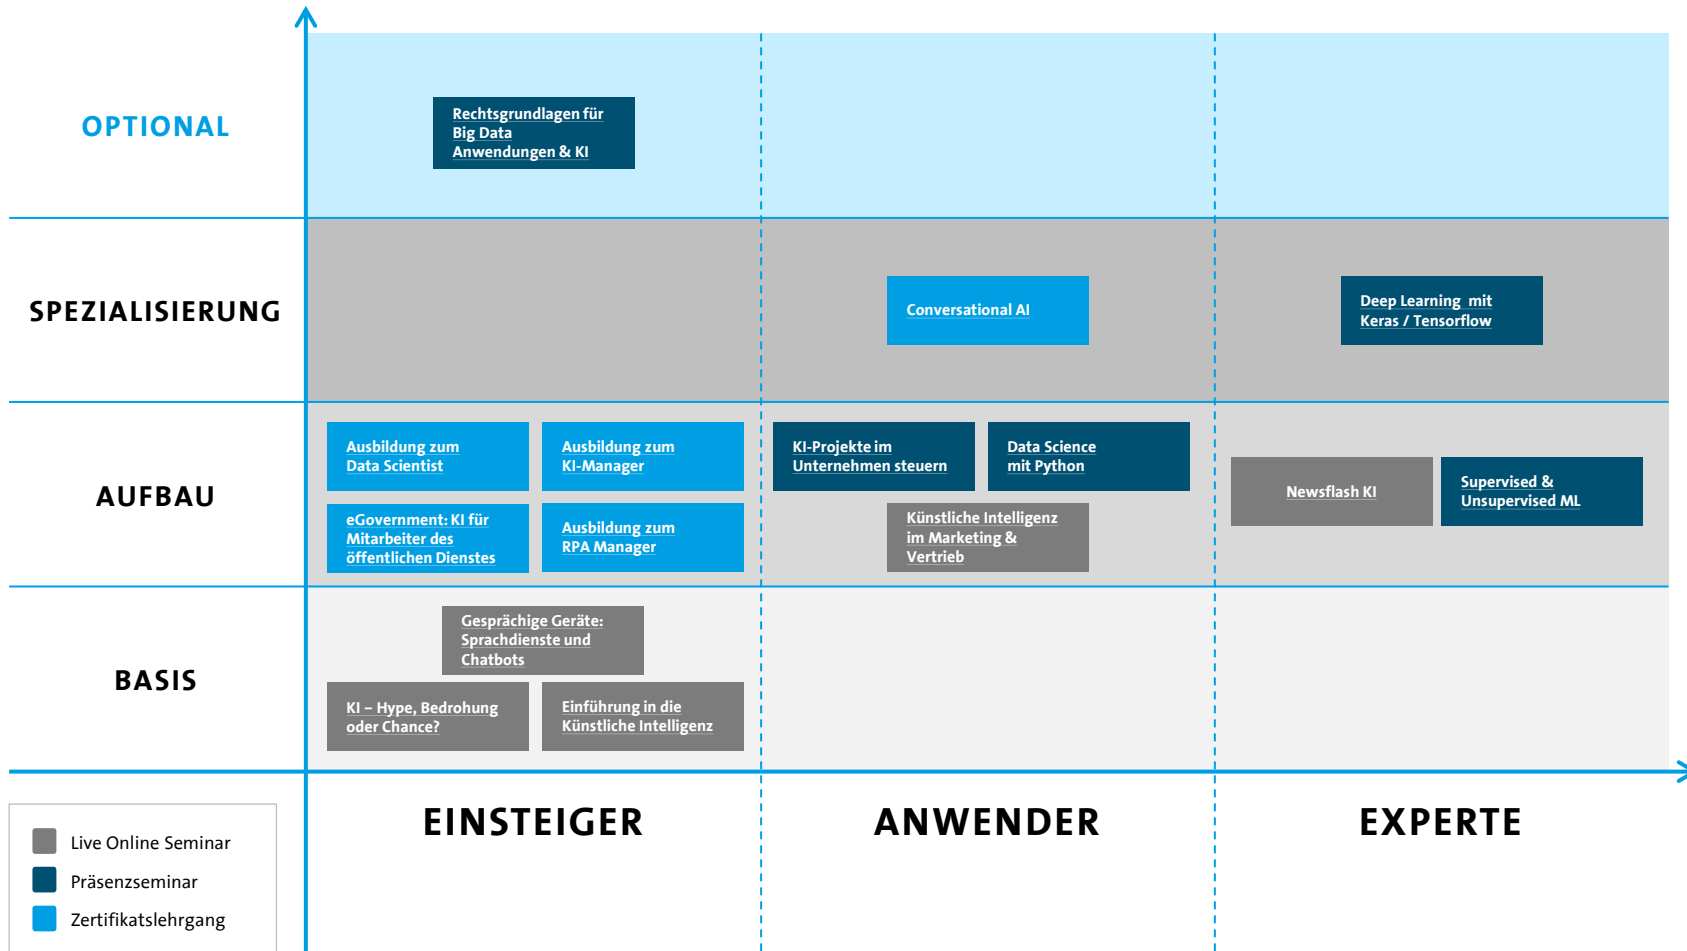 OPTIONAL
Rechtsgrundlagen für
Big Data
Anwendungen & KI
SPEZIALISIERUNG
Conversational AI
Deep Learning mit
Keras / Tensorflow
AUFBAU
Ausbildung zum
Data Scientist
Ausbildung zum
KI-Manager
eGovernment: KI für
Mitarbeiter des
öffentlichen Dienstes
Ausbildung zum
RPA Manager
KI-Projekte im
Unternehmen steuern
Data Science
mit Python
Künstliche Intelligenz
im Marketing &
Vertrieb
Newsflash KI
Supervised &
Unsupervised ML
BASIS
Gesprächige Geräte:
Sprachdienste und
Chatbots
KI – Hype, Bedrohung
oder Chance?
Einführung in die
Künstliche Intelligenz
EINSTEIGER
ANWENDER
EXPERTE
Live Online Seminar
Präsenzseminar
Zertifikatslehrgang